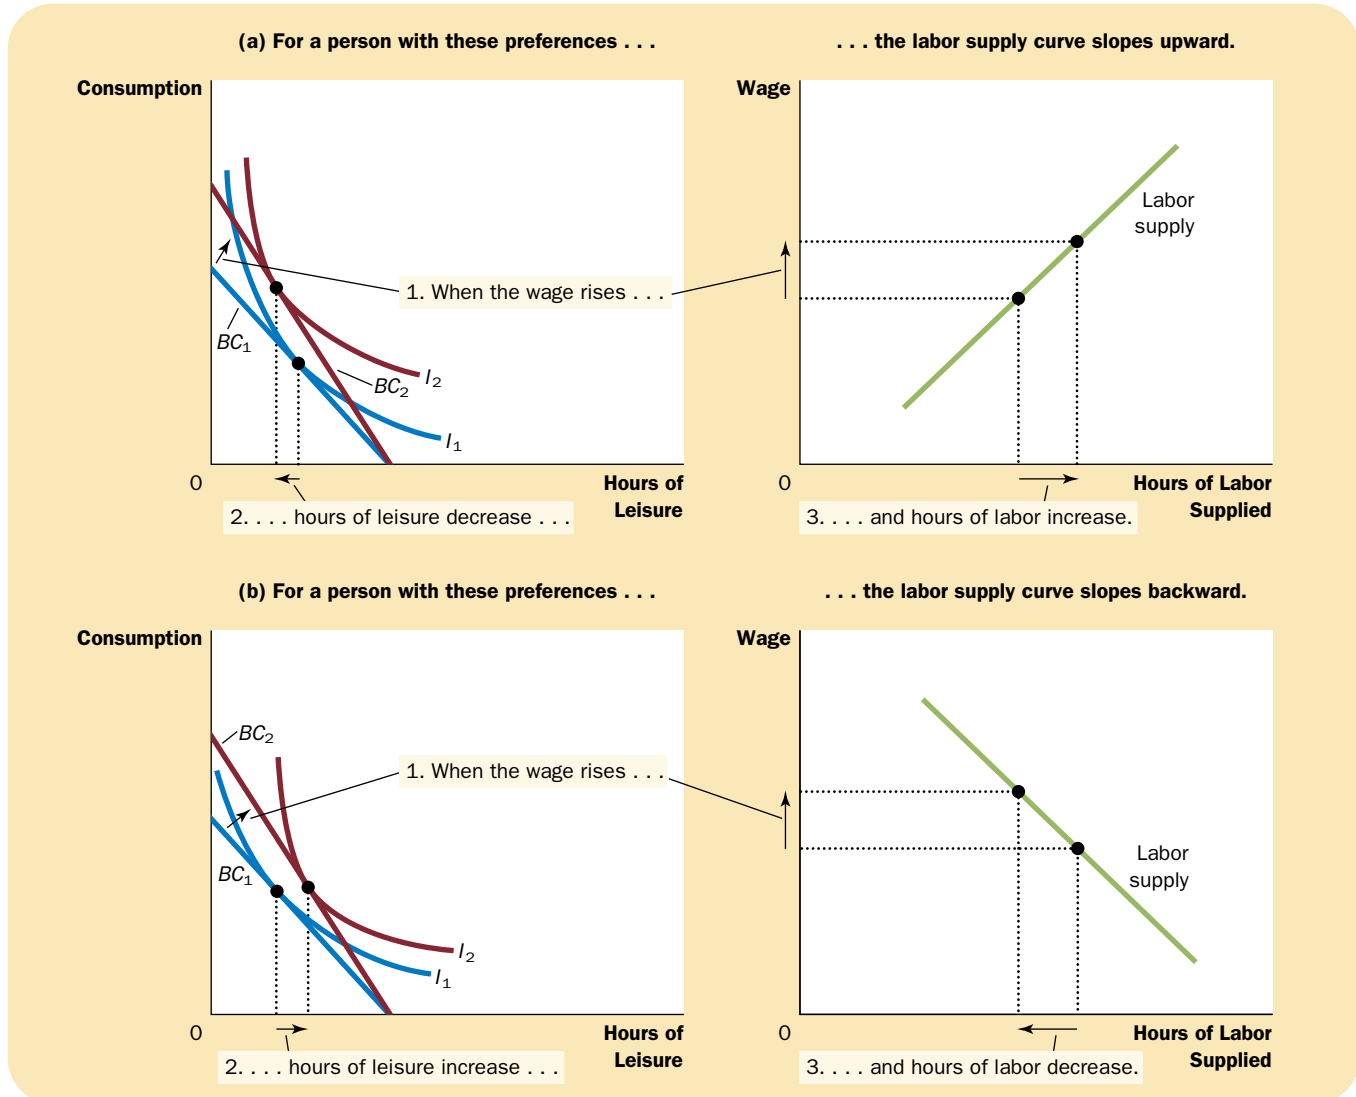 (a) For a person with these preferences . . .
. . . the labor supply curve slopes upward.
Consumption
BC1
1. When the wage rises . . .
BC2
I2
I1
0
Hours of
Leisure
2. . . . hours of leisure decrease . . .
Wage
Labor
supply
0
Hours of Labor
Supplied
3. . . . and hours of labor increase.
(b) For a person with these preferences . . .
. . . the labor supply curve slopes backward.
Consumption
BC2
1. When the wage rises . . .
BC1
I2
I1
0
Hours of
Leisure
2. . . . hours of leisure increase . . .
Wage
Labor
supply
0
Hours of Labor
Supplied
3. . . . and hours of labor decrease.